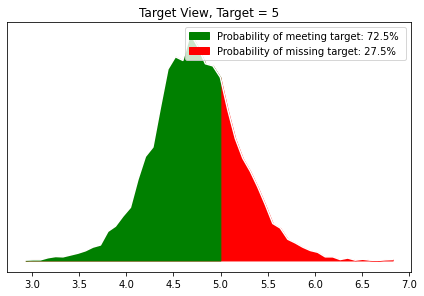 Target View, Target = 5
Probability of meeting target: 72.5%
Probability of missing target: 27.5%
3.0 3.5 4.0 4.5 5.0 5.5 6.0 6.5 7.0